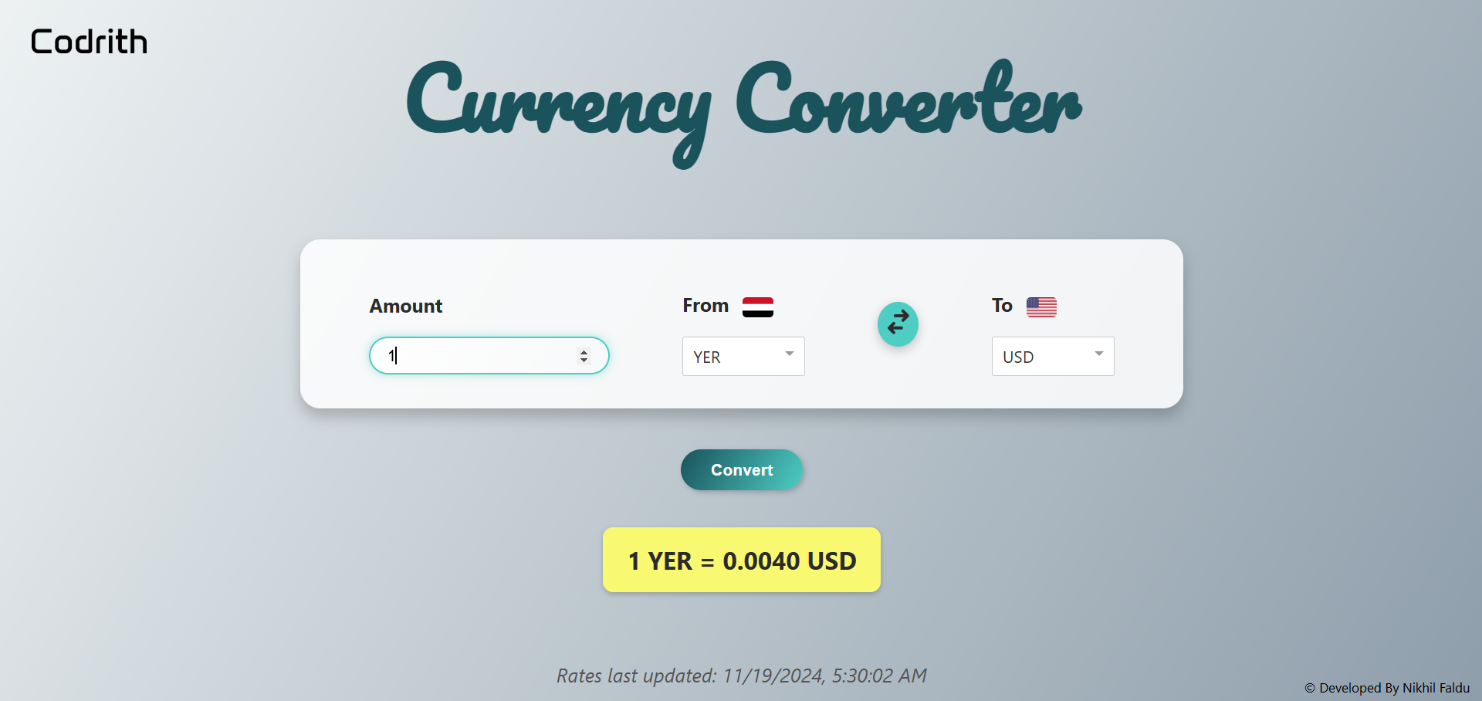 Codrith
Currency Converter
Amount
From
To
1
YER
USD
Convert
1 YER = 0.0040 USD
Rates last updated: 11/19/2024, 5:30:02 AM
© Developed By Nikhil Faldu